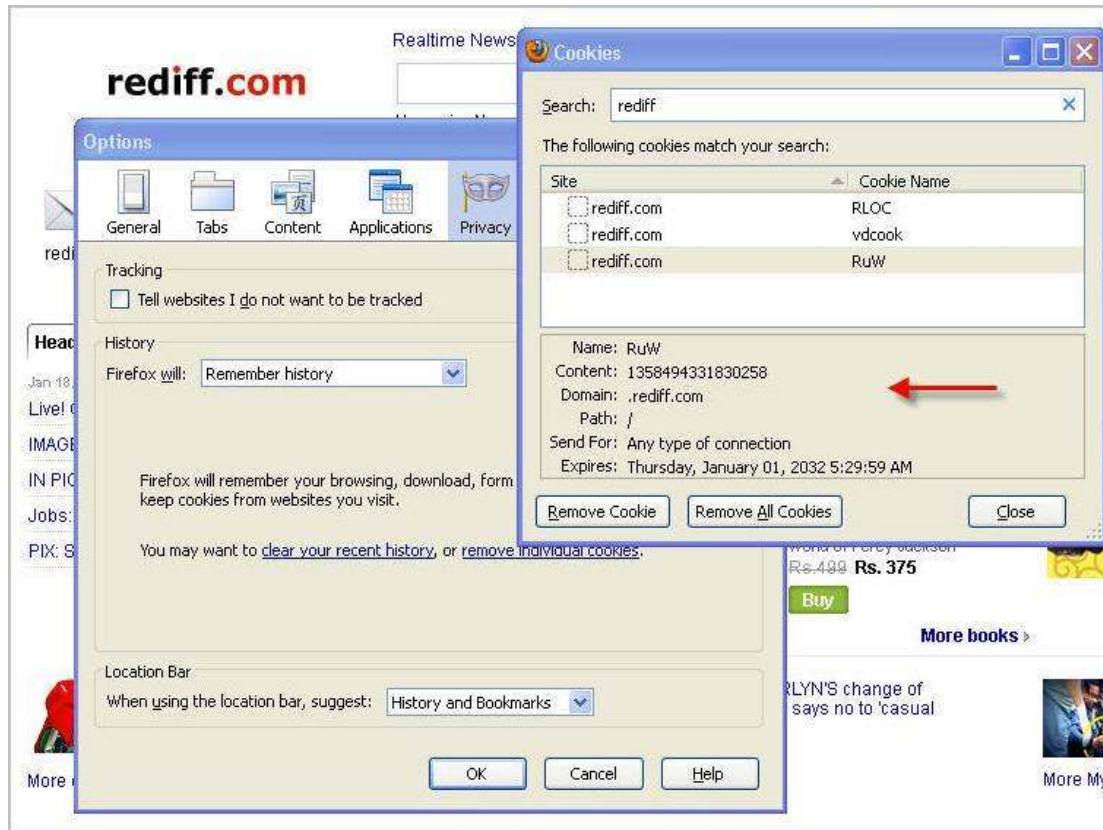 Realtime News
rediff.com
Cookies
Search: rediff
The following cookies match your search:
Site Cookie Name
rediff.com RLOC
rediff.com vdcook
rediff.com RuW
Name: RuW
Content: 1358494331830258
Domain: .rediff.com
Path: /
Send For: Any type of connection
Expires: Thursday, January 01, 2032 5:29:59 AM
Remove Cookie Remove All Cookies Close
Options
General Tabs Content Applications Privacy
redi
Tracking
Tell websites I do not want to be tracked
History
Firefox will: Remember history
Firefox will remember your browsing, download, form
keep cookies from websites you visit.
You may want to clear your recent history, or remove individual cookies.
Location Bar
When using the location bar, suggest: History and Bookmarks
OK Cancel Help
Head
Jan 18,
Live!
IMAGE
IN PIC
Jobs:
PIX: S
More
World of Percy Jackson
Rs.499 Rs. 375
Buy
More books
RLYN'S change of
says no to 'casual
More My